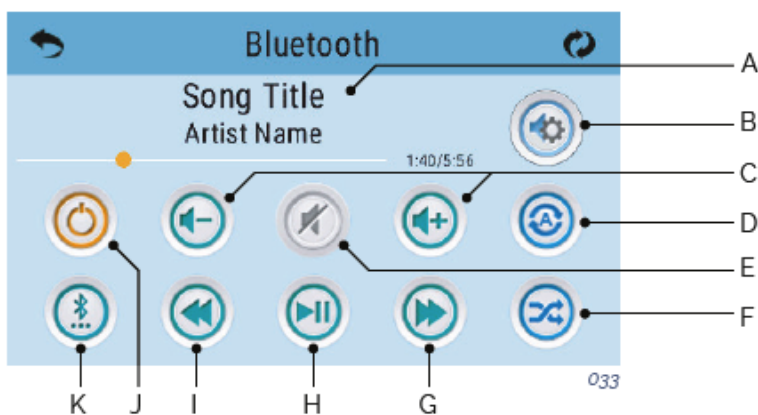 Bluetooth
A
Song Title
B
Artist Name
1:40/5:56
C
A
D
E
F
033
K J I H G